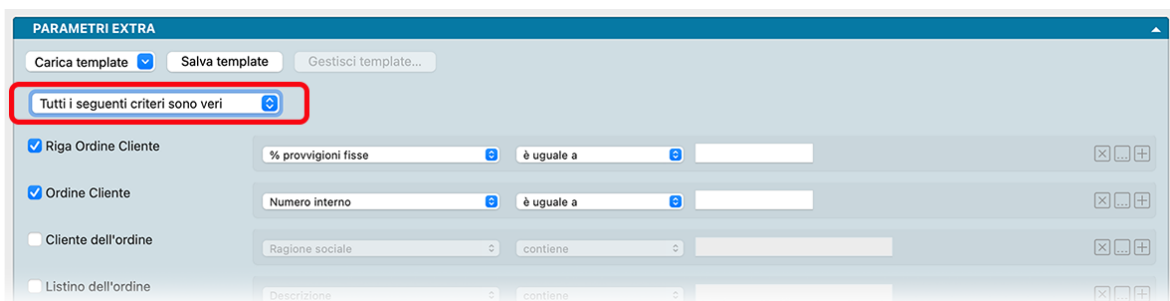 PARAMETRI EXTRA
Carica template Salva template Gestisci template...
Tutti i seguenti criteri sono veri
Riga Ordine Cliente % provvigioni fisse è uguale a
Ordine Cliente Numero interno è uguale a
Cliente dell'ordine Ragione sociale contiene
Listino dell'ordine Descrizione contiene